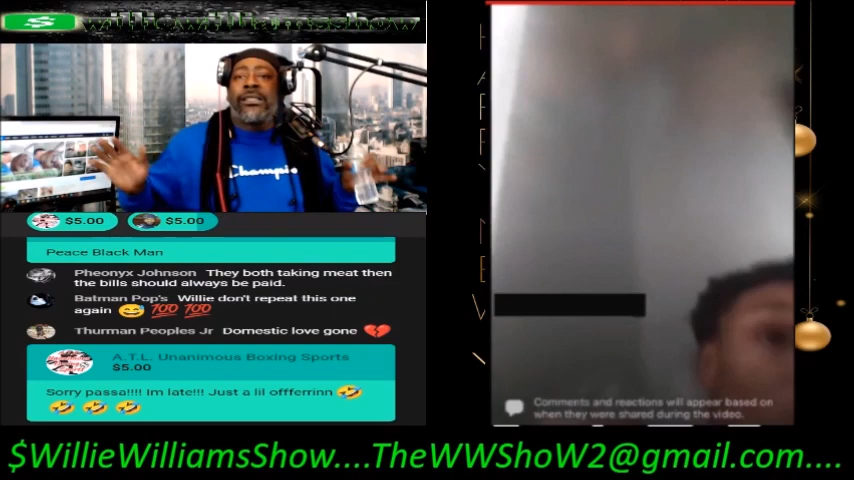 $ williewilliamsshow
Champio
$5.00 $5.00
Peace Black Man
Pheonyx Johnson They both taking meat then
the bills should always be paid.
Batman Pop's Willie don't repeat this one
again 😅 💯 💯
Thurman Peoples Jr Domestic love gone 💔
A.T.L. Unanimous Boxing Sports
$5.00
Sorry passa!!!! Im late!!! Just a lil offferrinn 🤣
🤣 🤣 🤣
Comments and reactions will appear based on
when they were shared during the video.
$WillieWilliamsShow....TheWWShoW2@gmail.com....